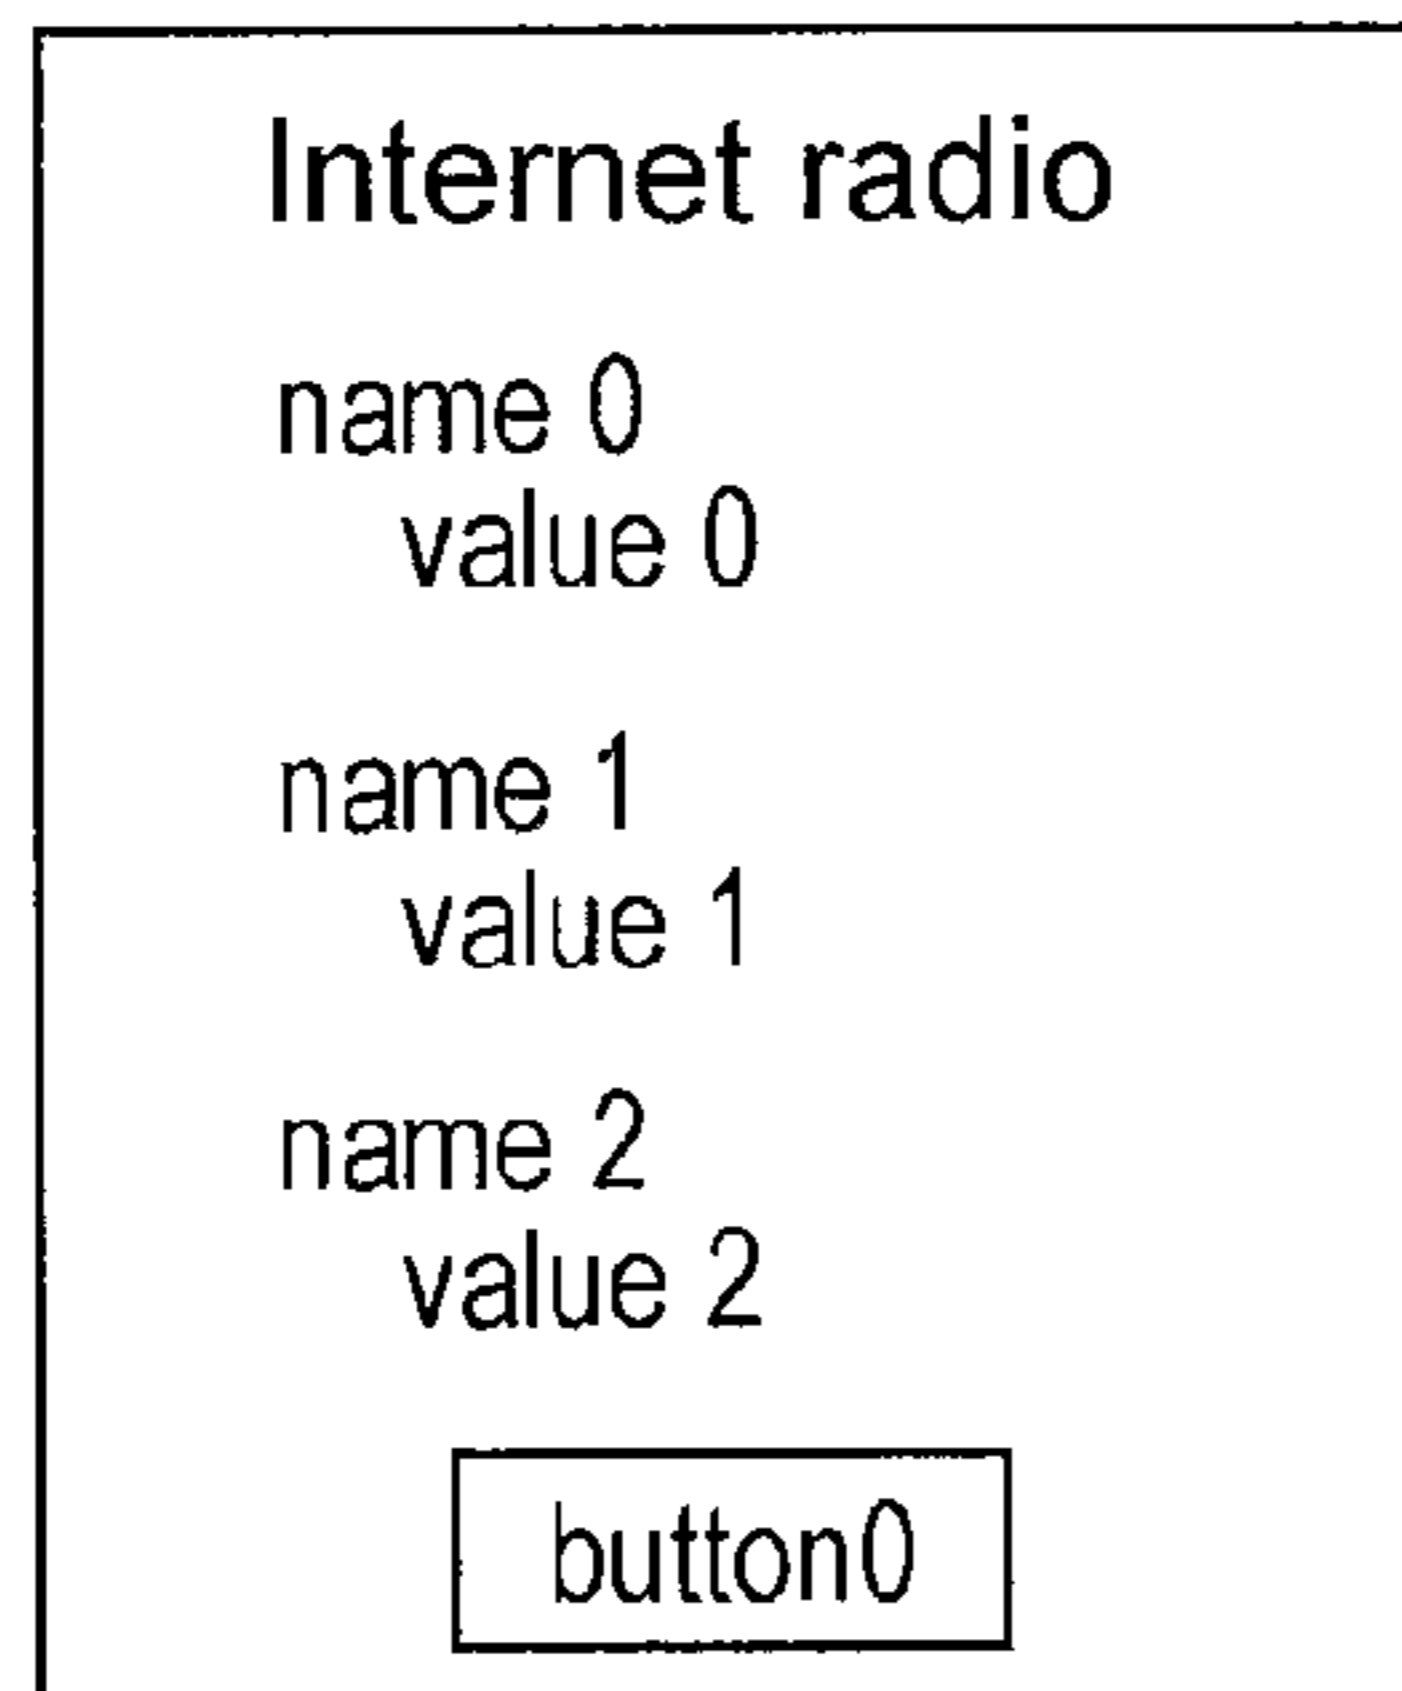 Internet radio
name 0
value 0
name 1
value 1
name 2
value 2
button0